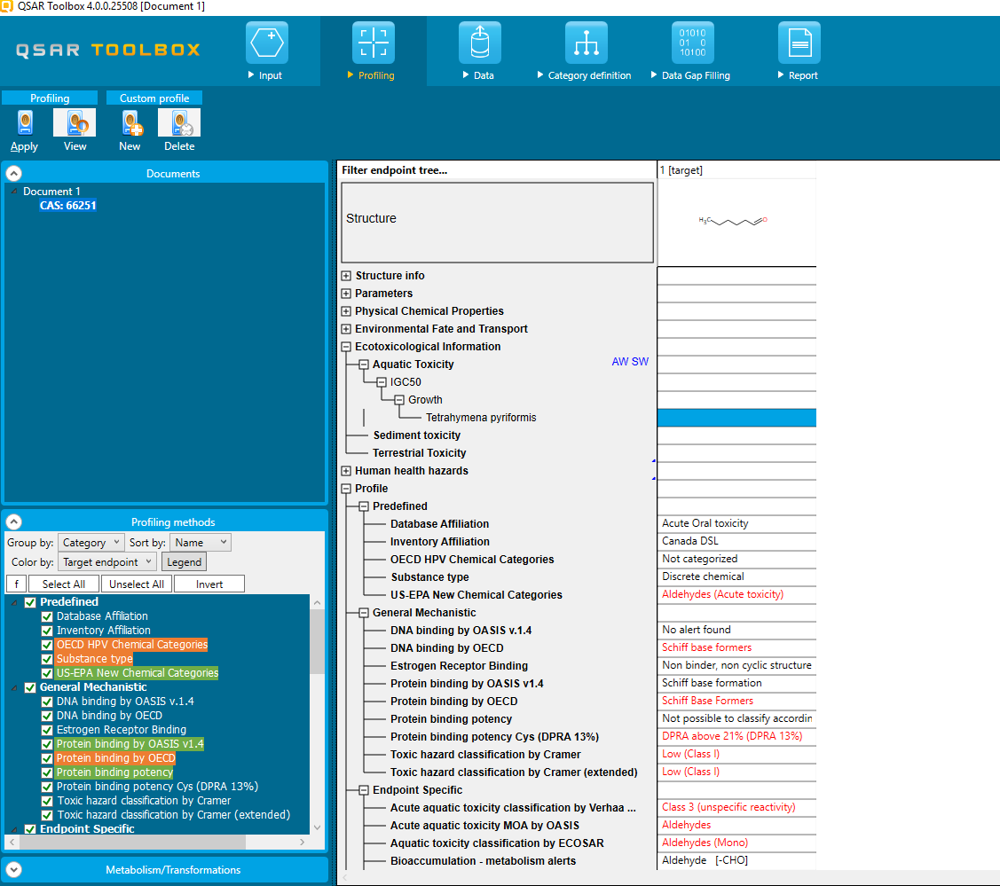 QSAR Toolbox 4.0.0.25508 [Document 1]
QSAR TOOLBOX
Input
Profiling
01010
01 0
10100
Data
Category definition
Data Gap Filling
Report
Profiling
Custom profile
Apply
View
New
Delete
Documents
Document 1
CAS: 66251
Profiling methods
Group by: Category Sort by: Name
Color by: Target endpoint Legend
f Select All Unselect All Invert
Predefined
Database Affiliation
Inventory Affiliation
OECD HPV Chemical Categories
Substance type
US-EPA New Chemical Categories
General Mechanistic
DNA binding by OASIS v.1.4
DNA binding by OECD
Estrogen Receptor Binding
Protein binding by OASIS v1.4
Protein binding by OECD
Protein binding potency
Protein binding potency Cys (DPRA 13%)
Toxic hazard classification by Cramer
Toxic hazard classification by Cramer (extended)
Endpoint Specific
Metabolism/Transformations
Filter endpoint tree...
1 [target]
Structure
H3C O
Structure info
Parameters
Physical Chemical Properties
Environmental Fate and Transport
Ecotoxicological Information
Aquatic Toxicity AW SW
IGC50
Growth
Tetrahymena pyriformis
Sediment toxicity
Terrestrial Toxicity
Human health hazards
Profile
Predefined
Database Affiliation Acute Oral toxicity
Inventory Affiliation Canada DSL
OECD HPV Chemical Categories Not categorized
Substance type Discrete chemical
US-EPA New Chemical Categories Aldehydes (Acute toxicity)
General Mechanistic
DNA binding by OASIS v.1.4 No alert found
DNA binding by OECD Schiff base formers
Estrogen Receptor Binding Non binder, non cyclic structure
Protein binding by OASIS v1.4 Schiff base formation
Protein binding by OECD Schiff Base Formers
Protein binding potency Not possible to classify accordin
Protein binding potency Cys (DPRA 13%) DPRA above 21% (DPRA 13%)
Toxic hazard classification by Cramer Low (Class I)
Toxic hazard classification by Cramer (extended) Low (Class I)
Endpoint Specific
Acute aquatic toxicity classification by Verhaa ... Class 3 (unspecific reactivity)
Acute aquatic toxicity MOA by OASIS Aldehydes
Aquatic toxicity classification by ECOSAR Aldehydes (Mono)
Bioaccumulation - metabolism alerts Aldehyde [-CHO]